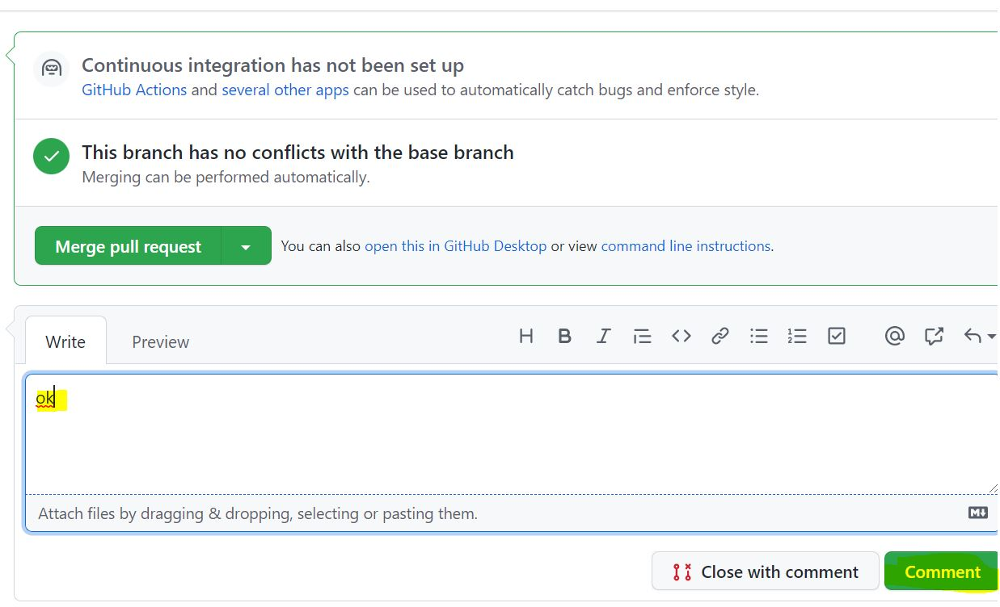 Continuous integration has not been set up
GitHub Actions and several other apps can be used to automatically catch bugs and enforce style.
This branch has no conflicts with the base branch
Merging can be performed automatically.
Merge pull request You can also open this in GitHub Desktop or view command line instructions.
Write Preview
ok
Attach files by dragging & dropping, selecting or pasting them.
Close with comment Comment